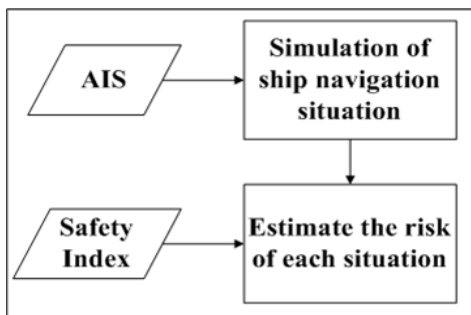 AIS
Simulation of
ship navigation
situation
Safety
Index
Estimate the risk
of each situation